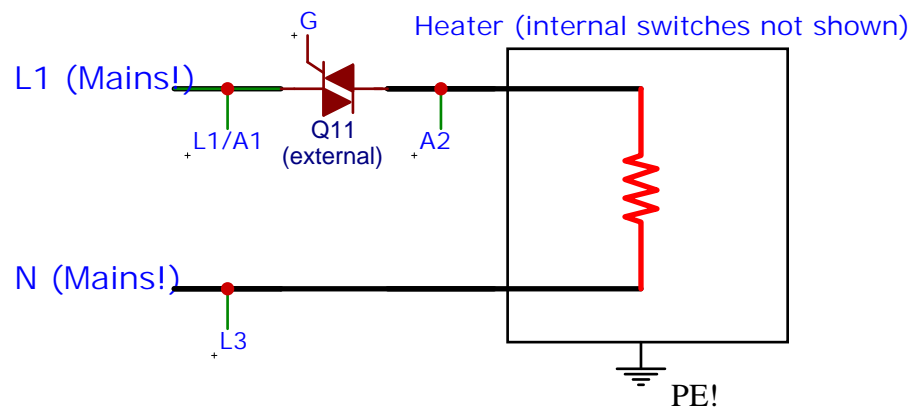 G
Heater (internal switches not shown)
L1 (Mains!)
L1/A1
Q11
(external)
A2
N (Mains!)
L3
PE!